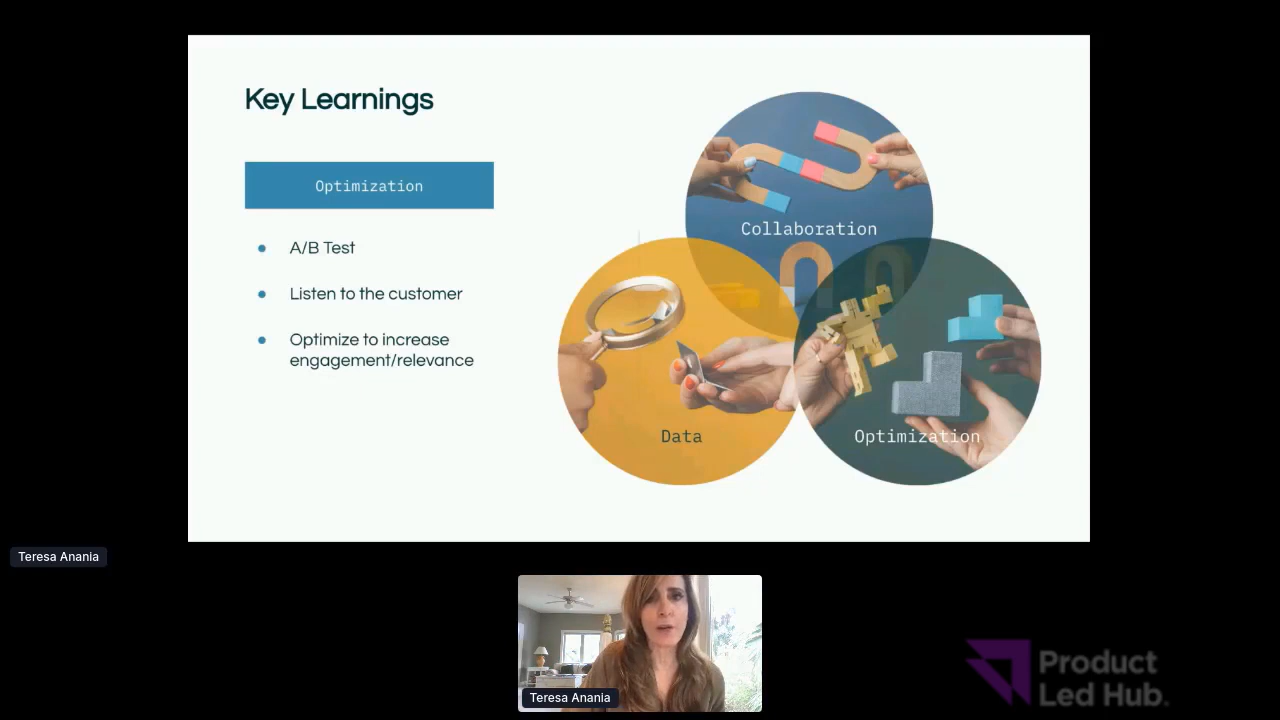 Key Learnings
Optimization
A/B Test
Listen to the customer
Optimize to increase
engagement/relevance
Collaboration
Data
Optimization
Teresa Anania
Teresa Anania
Product
Led Hub.